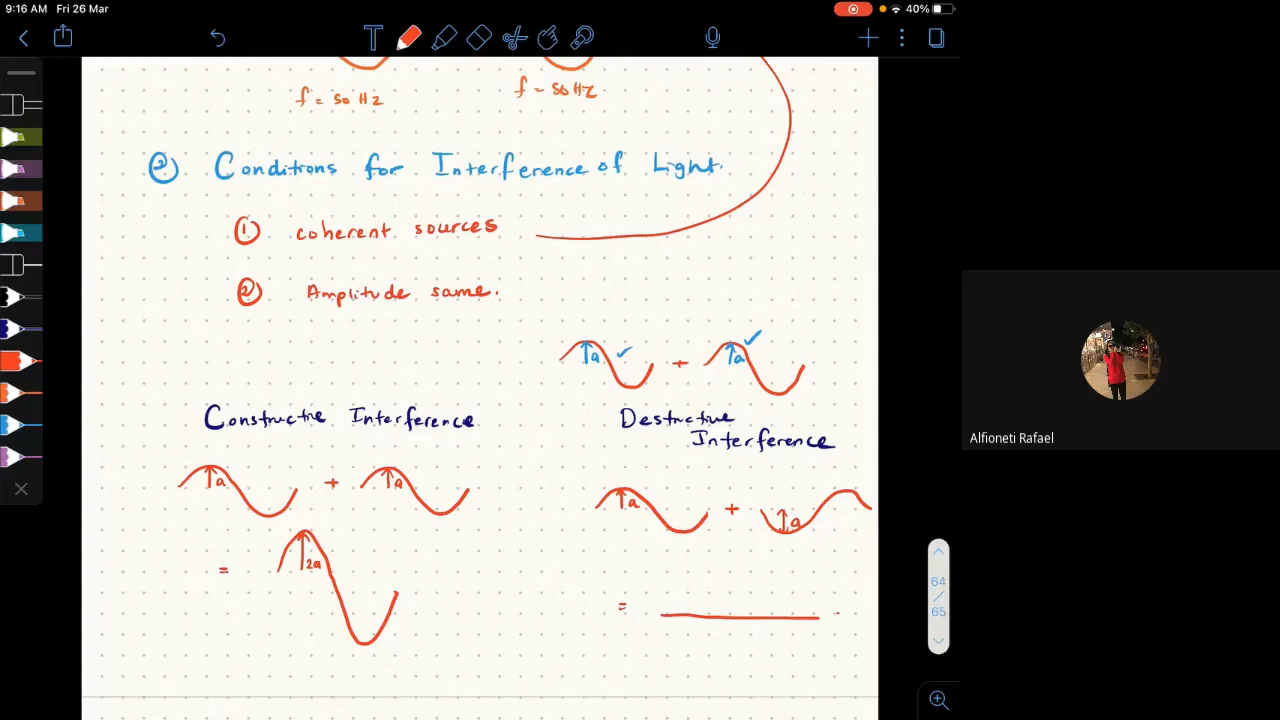 9:16 AM Fri 26 Mar
40%
f = 50 HZ
f = 50 HZ
② Conditions for Interference of Light.
① coherent sources
② Amplitude same.
a + a
Constructive Interference
Destructive
Interference
a + a
= 2a
a + a
=
64
/
65
Alfioneti Rafael